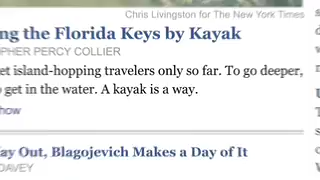 Chris Livingston for The New York Times
ing the Florida Keys by Kayak
PHER PERCY COLLIER
et island-hopping travelers only so far. To go deeper,
o get in the water. A kayak is a way.
how
ay Out, Blagojevich Makes a Day of It
DAVEY